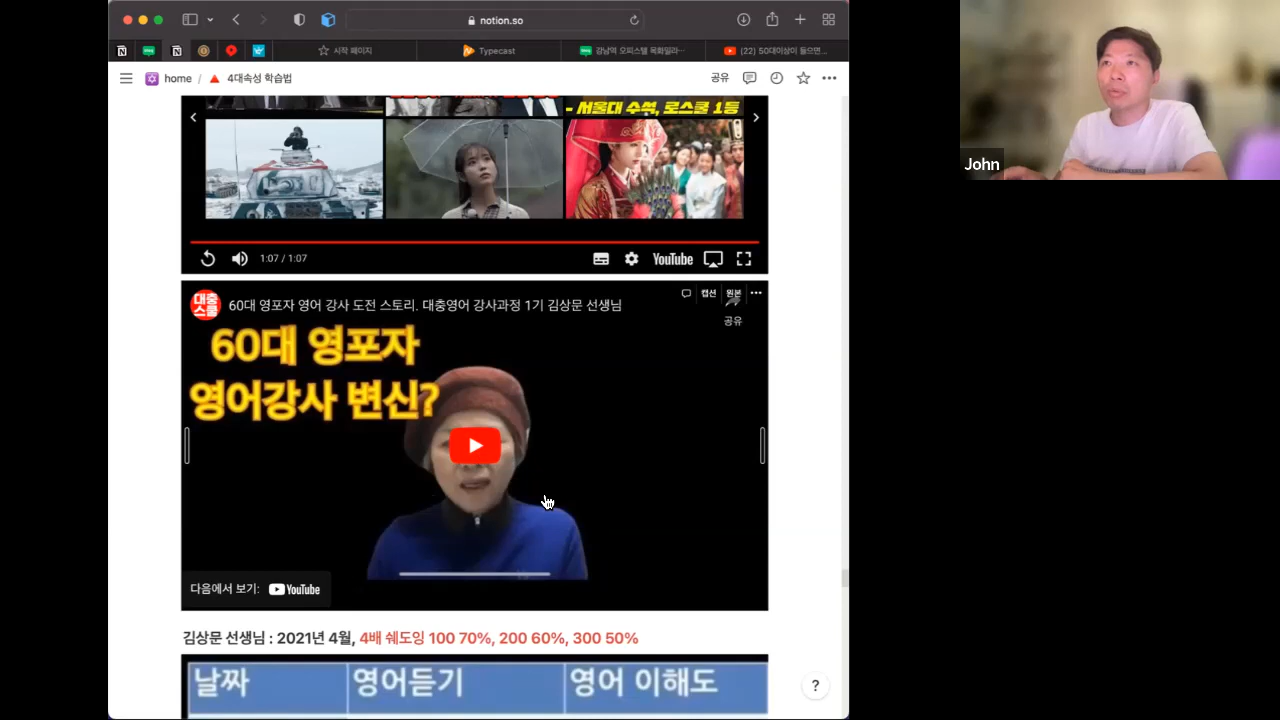 notion.so
시작 페이지
Typecast
강남역 오피스텔 목화밀라…
(22) 50대이상이 들으면…
home / 4대속성 학습법
공유
- 서울대 수석, 로스쿨 1등
1:07 / 1:07
YouTube
대충
스쿨
60대 영포자 영어 강사 도전 스토리. 대충영어 강사과정 1기 김상문 선생님
캡션
원본
공유
60대 영포자
영어강사 변신?
다음에서 보기: YouTube
김상문 선생님 : 2021년 4월, 4배 쉐도잉 100 70%, 200 60%, 300 50%
날짜
영어듣기
영어 이해도
?
John